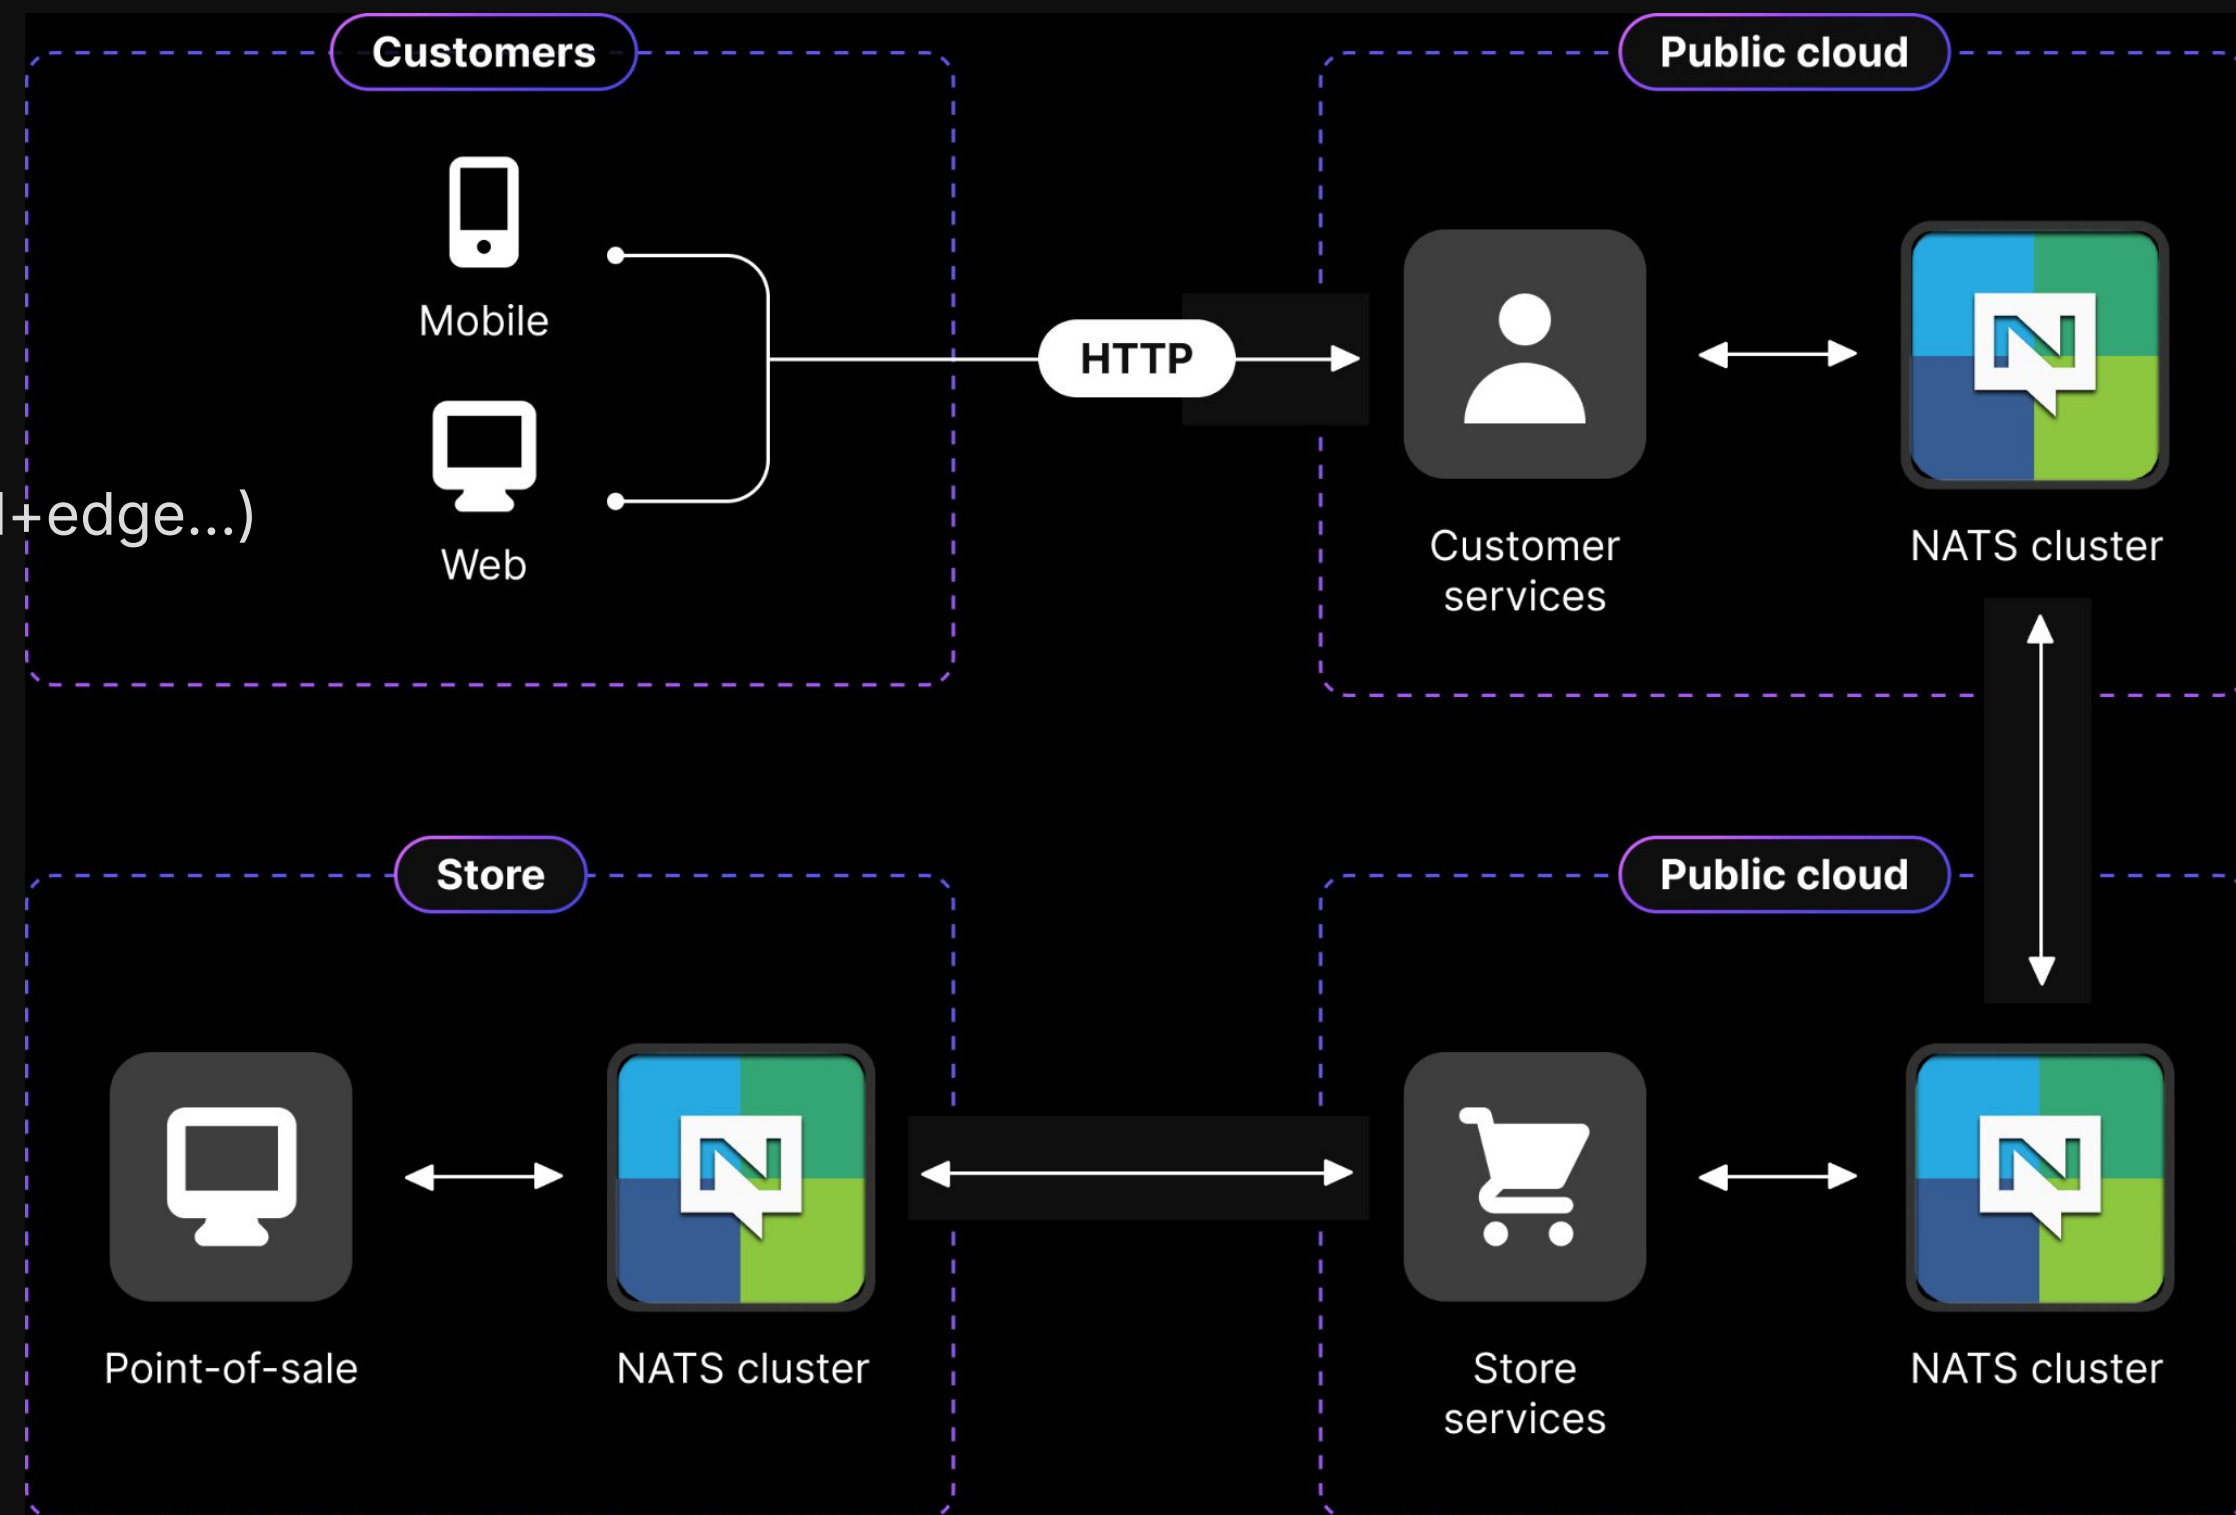 Customers
Public cloud
Mobile
HTTP
+edge...)
Web
Customer
services
NATS cluster
Store
Public cloud
Point-of-sale
NATS cluster
Store
services
NATS cluster